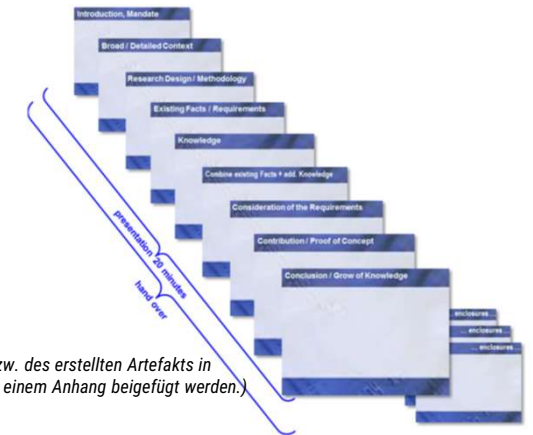 Introduction, Mandate
Broad / Detailed Context
Research Design / Methodology
Existing Facts / Requirements
Knowledge
Combine existing Facts + add. Knowledge
Consideration of the Requirements
Contribution / Proof of Concept
Conclusion / Grow of Knowledge
presentation 20 minutes
hand over
... enclosures
... enclosures
... enclosures
zw. des erstellten Artefakts in
einem Anhang beigefügt werden.)